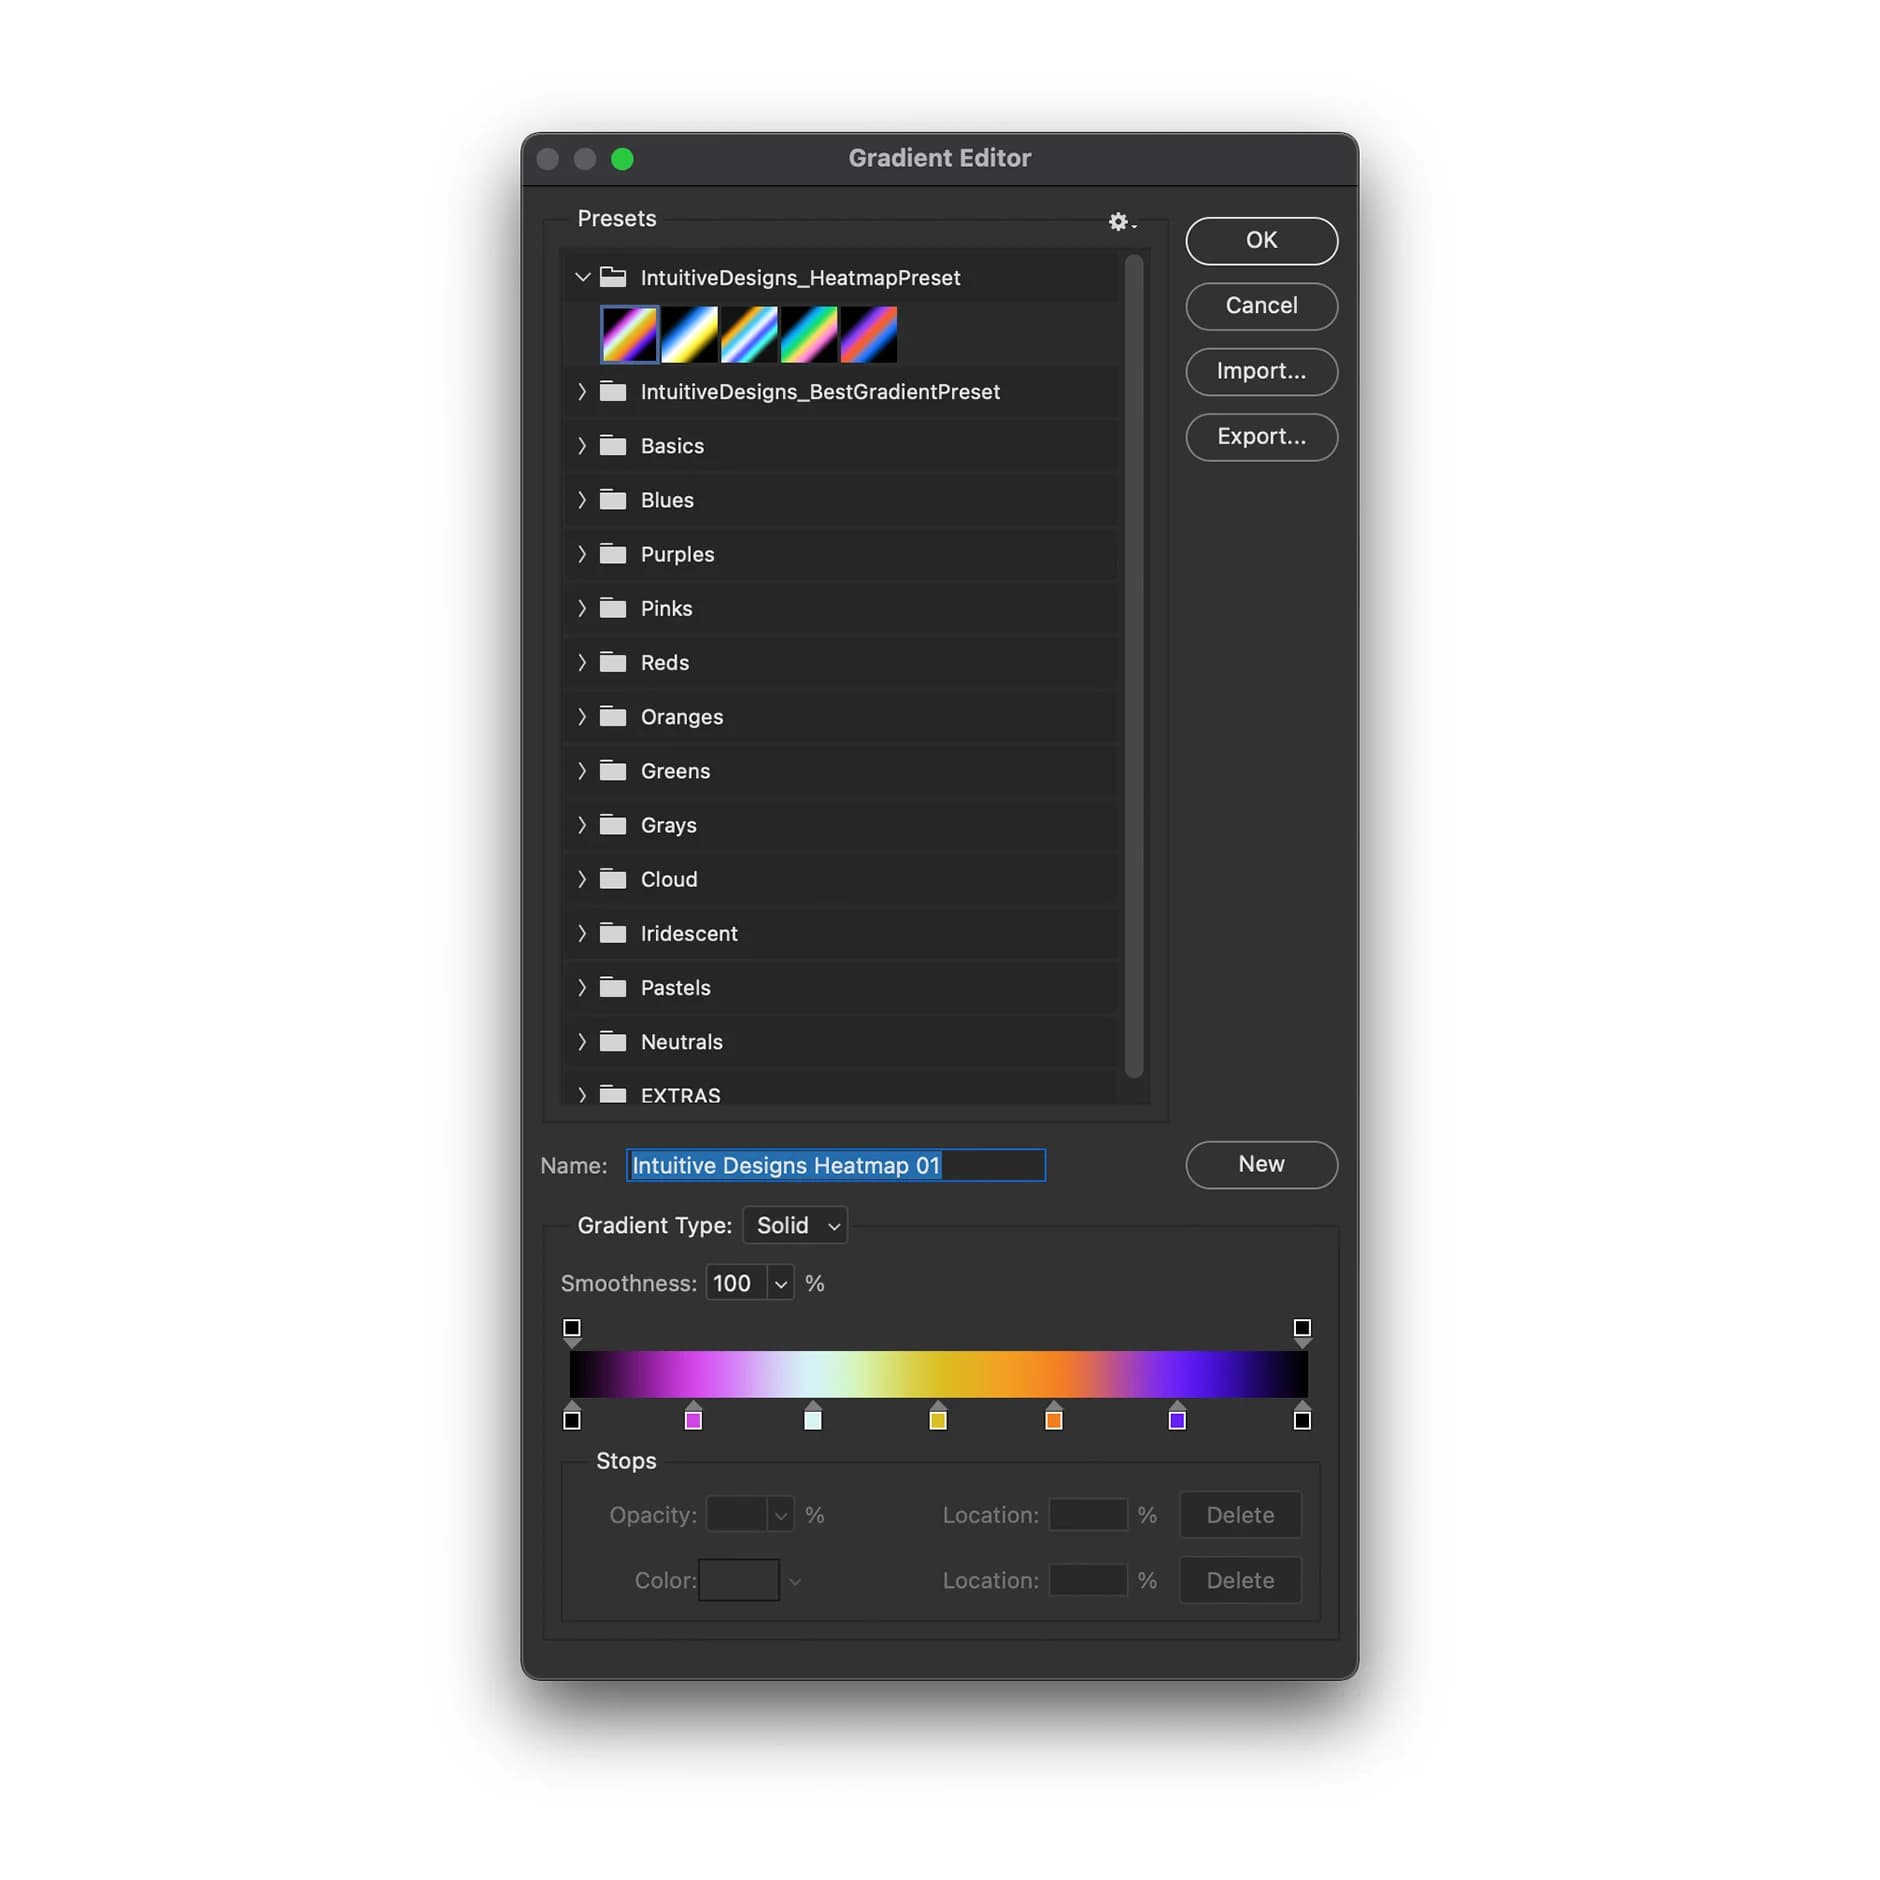 Gradient Editor
Presets
OK
IntuitiveDesigns_HeatmapPreset
Cancel
Import...
IntuitiveDesigns_BestGradientPreset
Export...
Basics
Blues
Purples
Pinks
Reds
Oranges
Greens
Grays
Cloud
Iridescent
Pastels
Neutrals
EXTRAS
Name: Intuitive Designs Heatmap 01 New
Gradient Type: Solid
Smoothness: 100 %
Stops
Opacity: % Location: % Delete
Color: Location: % Delete